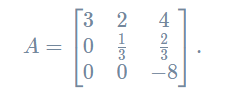 A = [3 2 4
0 1/3 2/3
0 0 −8].